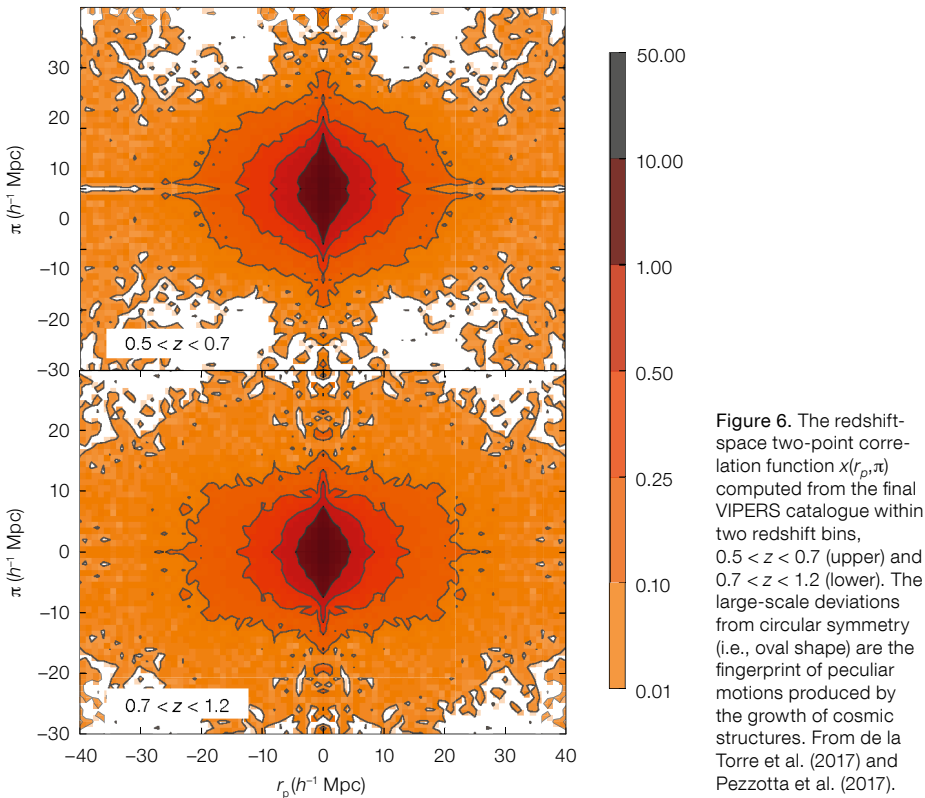 30
20
10
0
−10
−20
−30
π (h⁻¹ Mpc)
0.5 < z < 0.7
20
10
0
−10
−20
−30
π (h⁻¹ Mpc)
0.7 < z < 1.2
−40 −30 −20 −10 0 10 20 30 40
rₚ (h⁻¹ Mpc)
50.00
10.00
1.00
0.50
0.25
0.10
0.01
Figure 6. The redshift-
space two-point corre-
lation function x(rₚ,π)
computed from the final
VIPERS catalogue within
two redshift bins,
0.5 < z < 0.7 (upper) and
0.7 < z < 1.2 (lower). The
large-scale deviations
from circular symmetry
(i.e., oval shape) are the
fingerprint of peculiar
motions produced by
the growth of cosmic
structures. From de la
Torre et al. (2017) and
Pezzotta et al. (2017).